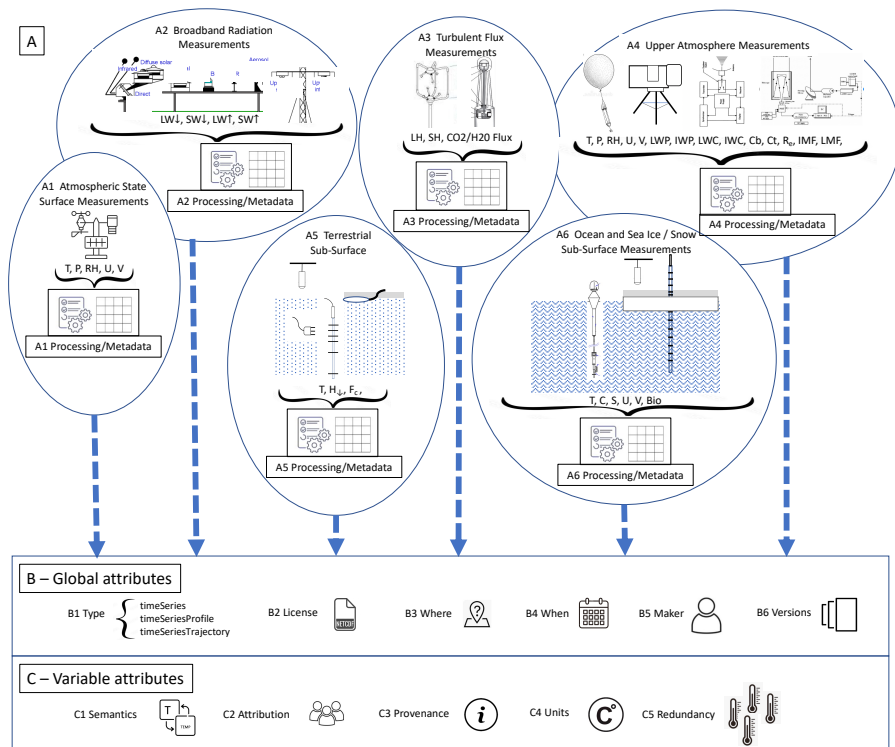 A
A2 Broadband Radiation
Measurements
Diffuse solar
Infrared
Direct
H
B
R
Aerosol
Up
Up
LW↓, SW↓, LW↑, SW↑
A2 Processing/Metadata
A3 Turbulent Flux
Measurements
LH, SH, CO2/H20 Flux
A3 Processing/Metadata
A4 Upper Atmosphere Measurements
T, P, RH, U, V, LWP, IWP, LWC, IWC, Cb, Ct, Re, IMF, LMF,
A4 Processing/Metadata
A1 Atmospheric State
Surface Measurements
T, P, RH, U, V
A1 Processing/Metadata
A5 Terrestrial
Sub-Surface
T, H↓, Fc,
A5 Processing/Metadata
A6 Ocean and Sea Ice / Snow
Sub-Surface Measurements
T, C, S, U, V, Bio
A6 Processing/Metadata
B – Global attributes
B1 Type
timeSeries
timeSeriesProfile
timeSeriesTrajectory
B2 License
NETCDF
B3 Where
?
B4 When
B5 Maker
B6 Versions
C – Variable attributes
C1 Semantics
T
TEMP
C2 Attribution
C3 Provenance
i
C4 Units
C°
C5 Redundancy